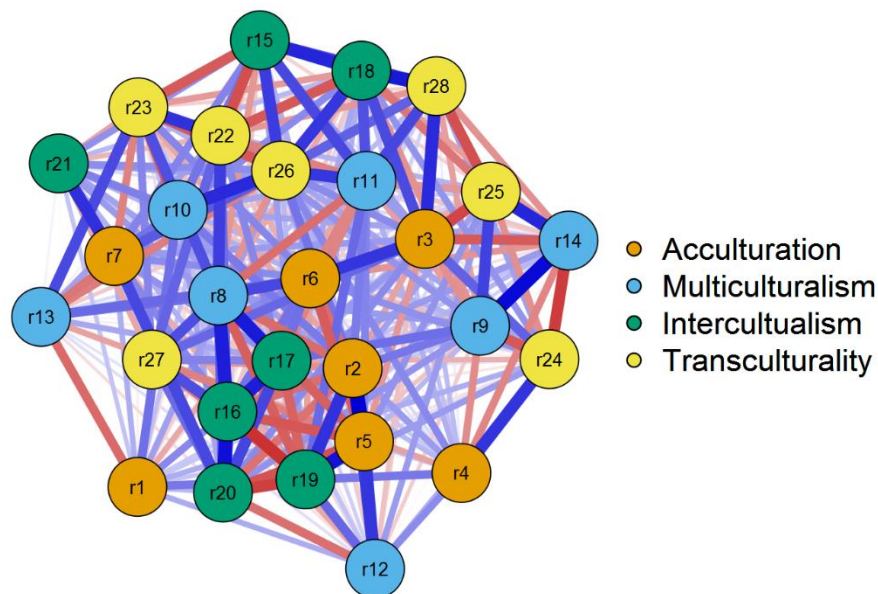 r15
r18
r28
r23
r22
r21
r26
r11
r25
r10
r3
r14
r7
r6
r8
r13
r9
r27
r17
r2
r24
r16
r5
r1
r20
r19
r4
r12
Acculturation
Multiculturalism
Intercultualism
Transculturality